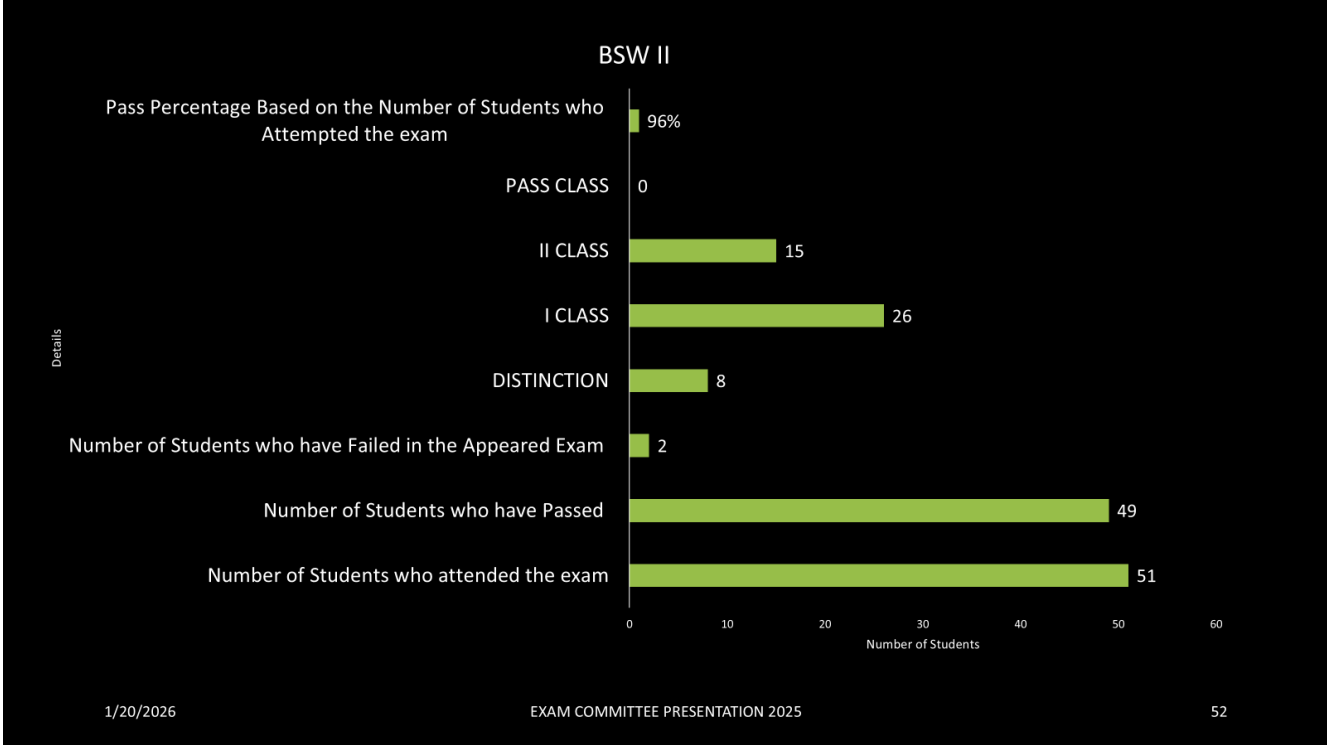 BSW II
Pass Percentage Based on the Number of Students who
Attempted the exam
96%
PASS CLASS
0
II CLASS
15
I CLASS
26
DISTINCTION
8
Number of Students who have Failed in the Appeared Exam
2
Number of Students who have Passed
49
Number of Students who attended the exam
51
Details
0 10 20 30 40 50 60
Number of Students
1/20/2026
EXAM COMMITTEE PRESENTATION 2025
52